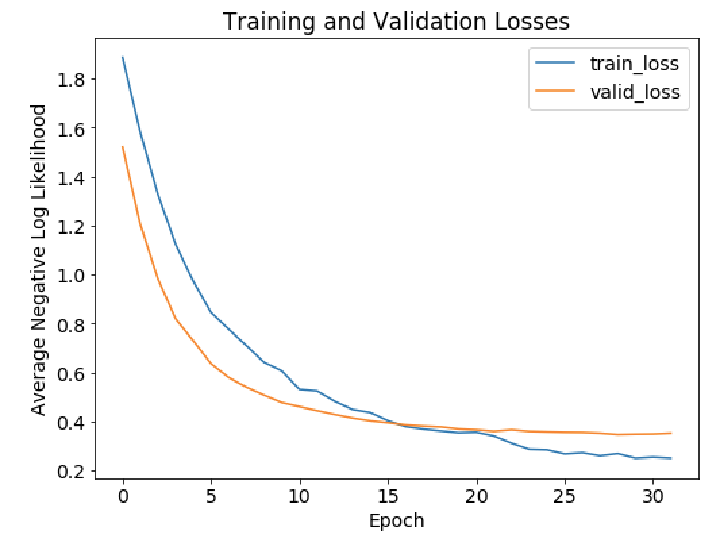 Training and Validation Losses
train_loss
valid_loss
Average Negative Log Likelihood
1.8
1.6
1.4
1.2
1.0
0.8
0.6
0.4
0.2
0 5 10 15 20 25 30
Epoch